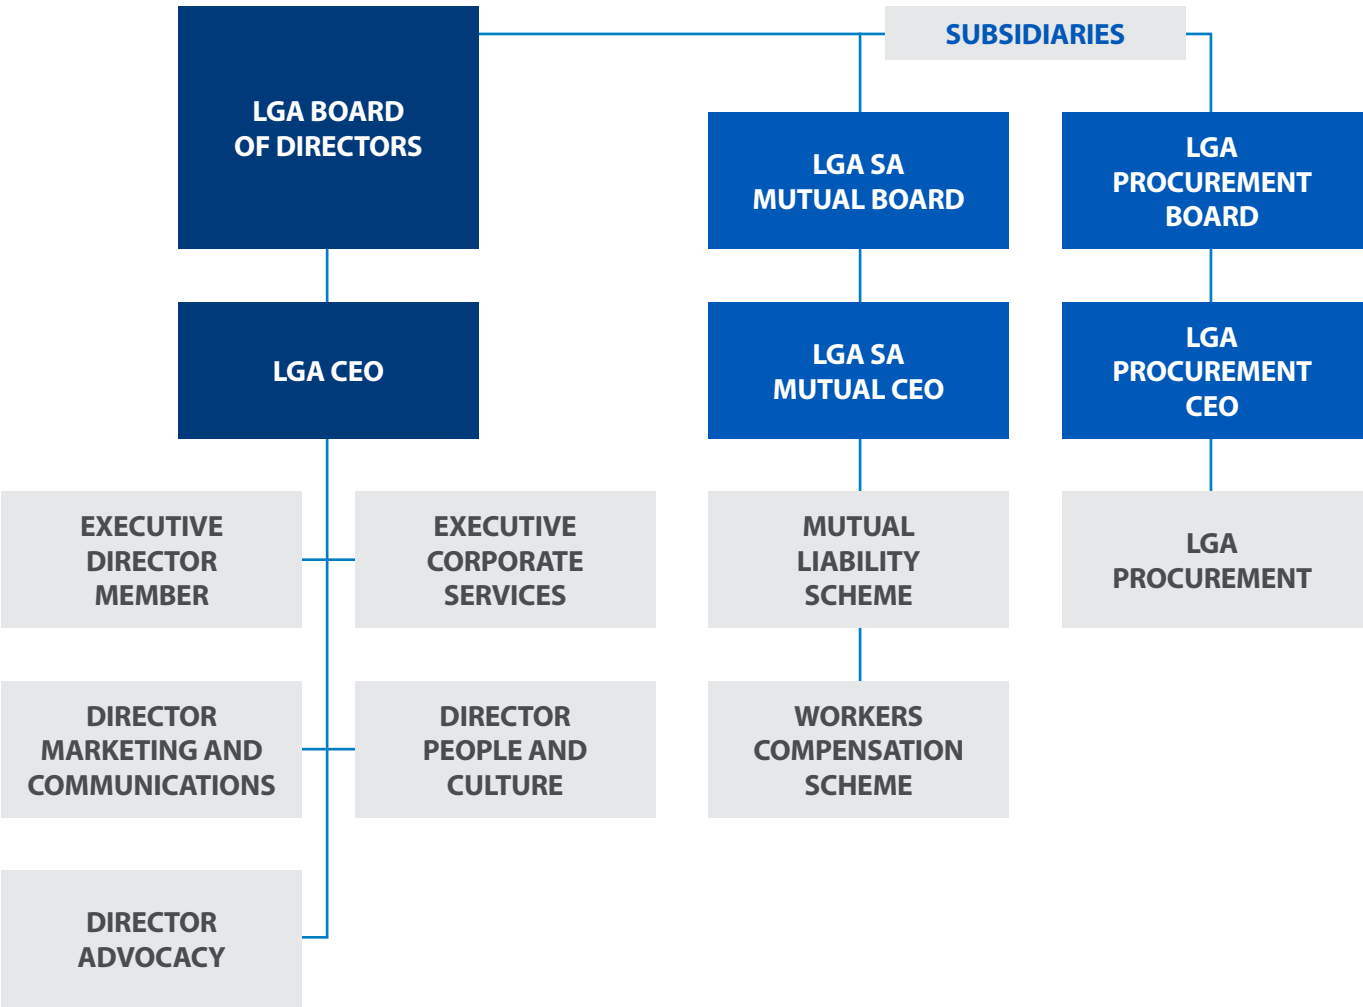 SUBSIDIARIES
LGA BOARD
OF DIRECTORS
LGA SA
MUTUAL BOARD
LGA
PROCUREMENT
BOARD
LGA CEO
LGA SA
MUTUAL CEO
LGA
PROCUREMENT
CEO
EXECUTIVE
DIRECTOR
MEMBER
EXECUTIVE
CORPORATE
SERVICES
MUTUAL
LIABILITY
SCHEME
LGA
PROCUREMENT
DIRECTOR
MARKETING AND
COMMUNICATIONS
DIRECTOR
PEOPLE AND
CULTURE
WORKERS
COMPENSATION
SCHEME
DIRECTOR
ADVOCACY